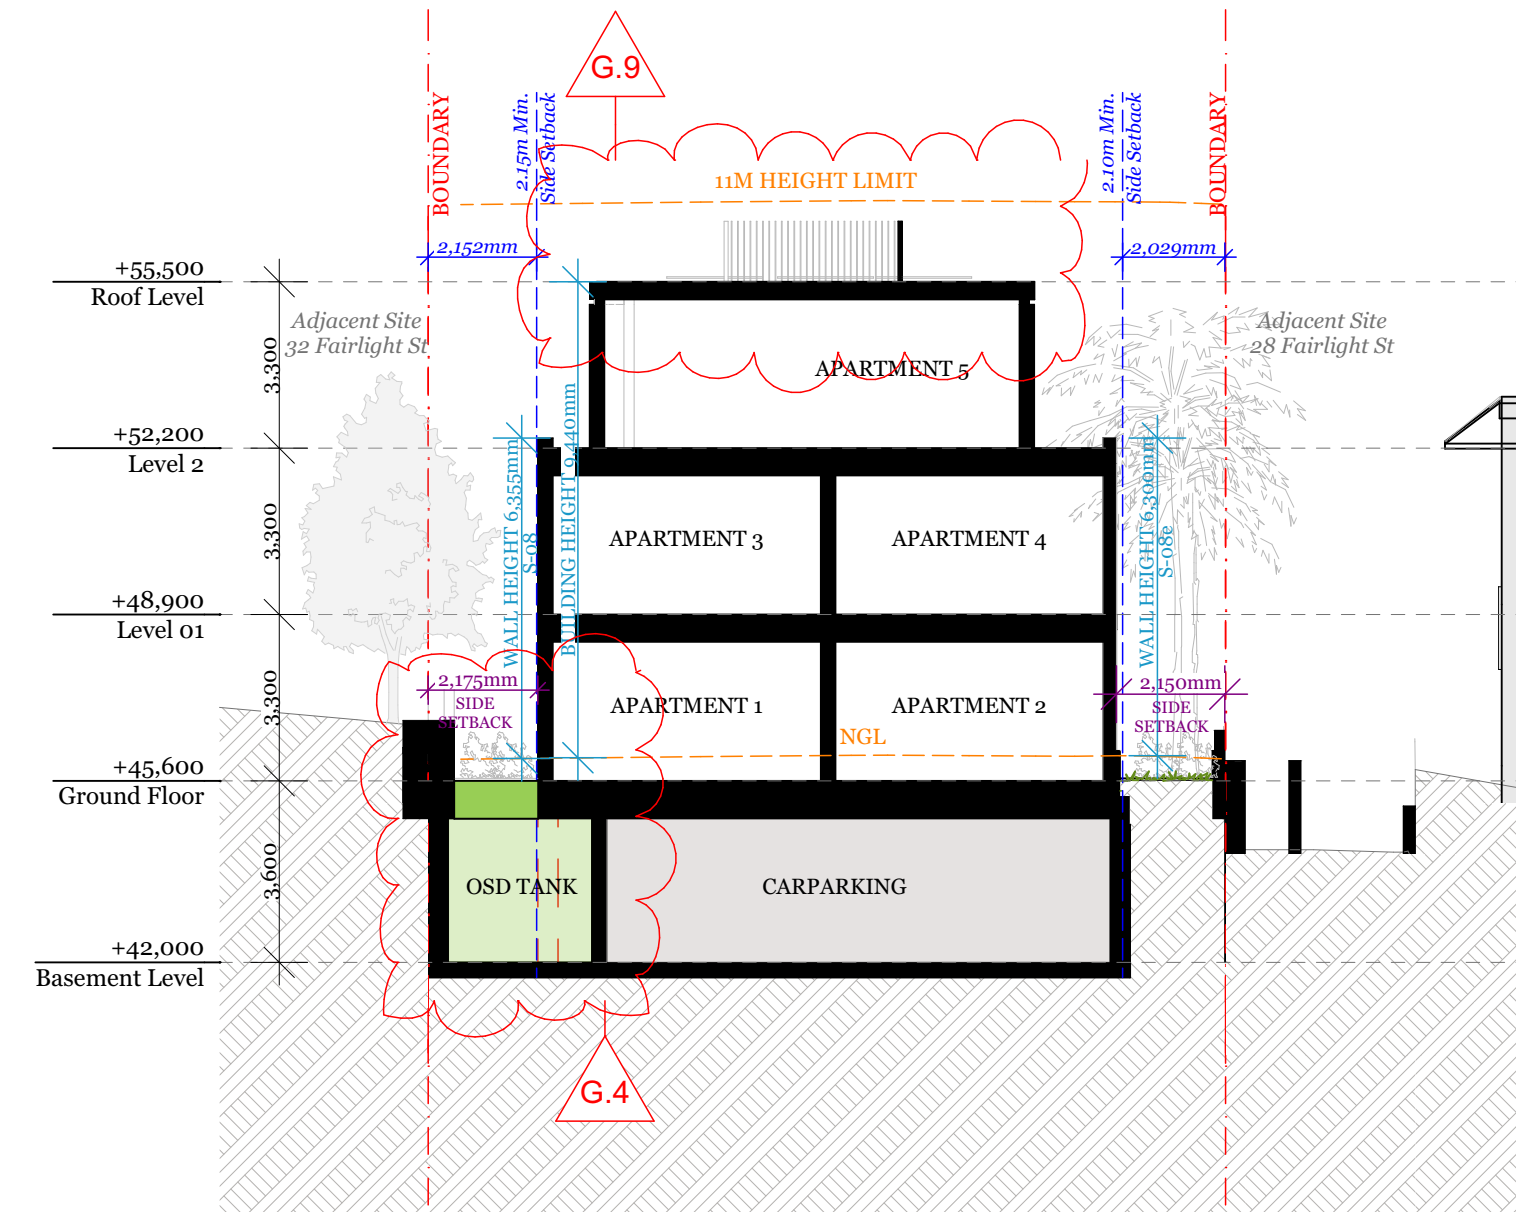 G.9
BOUNDARY
2.15m Min.
Side Setback
2.10m Min.
Side Setback
BOUNDARY
11M HEIGHT LIMIT
2,152mm
2,029mm
+55,500
Roof Level
Adjacent Site
32 Fairlight St
Adjacent Site
28 Fairlight St
3,300
APARTMENT 5
+52,200
Level 2
WALL HEIGHT 6,355mm
S-08
BUILDING HEIGHT 9,440mm
WALL HEIGHT 6,300mm
S-08e
3,300
APARTMENT 3
APARTMENT 4
+48,900
Level 01
2,175mm
SIDE
SETBACK
2,150mm
SIDE
SETBACK
3,300
APARTMENT 1
APARTMENT 2
NGL
+45,600
Ground Floor
3,600
OSD TANK
CARPARKING
+42,000
Basement Level
G.4